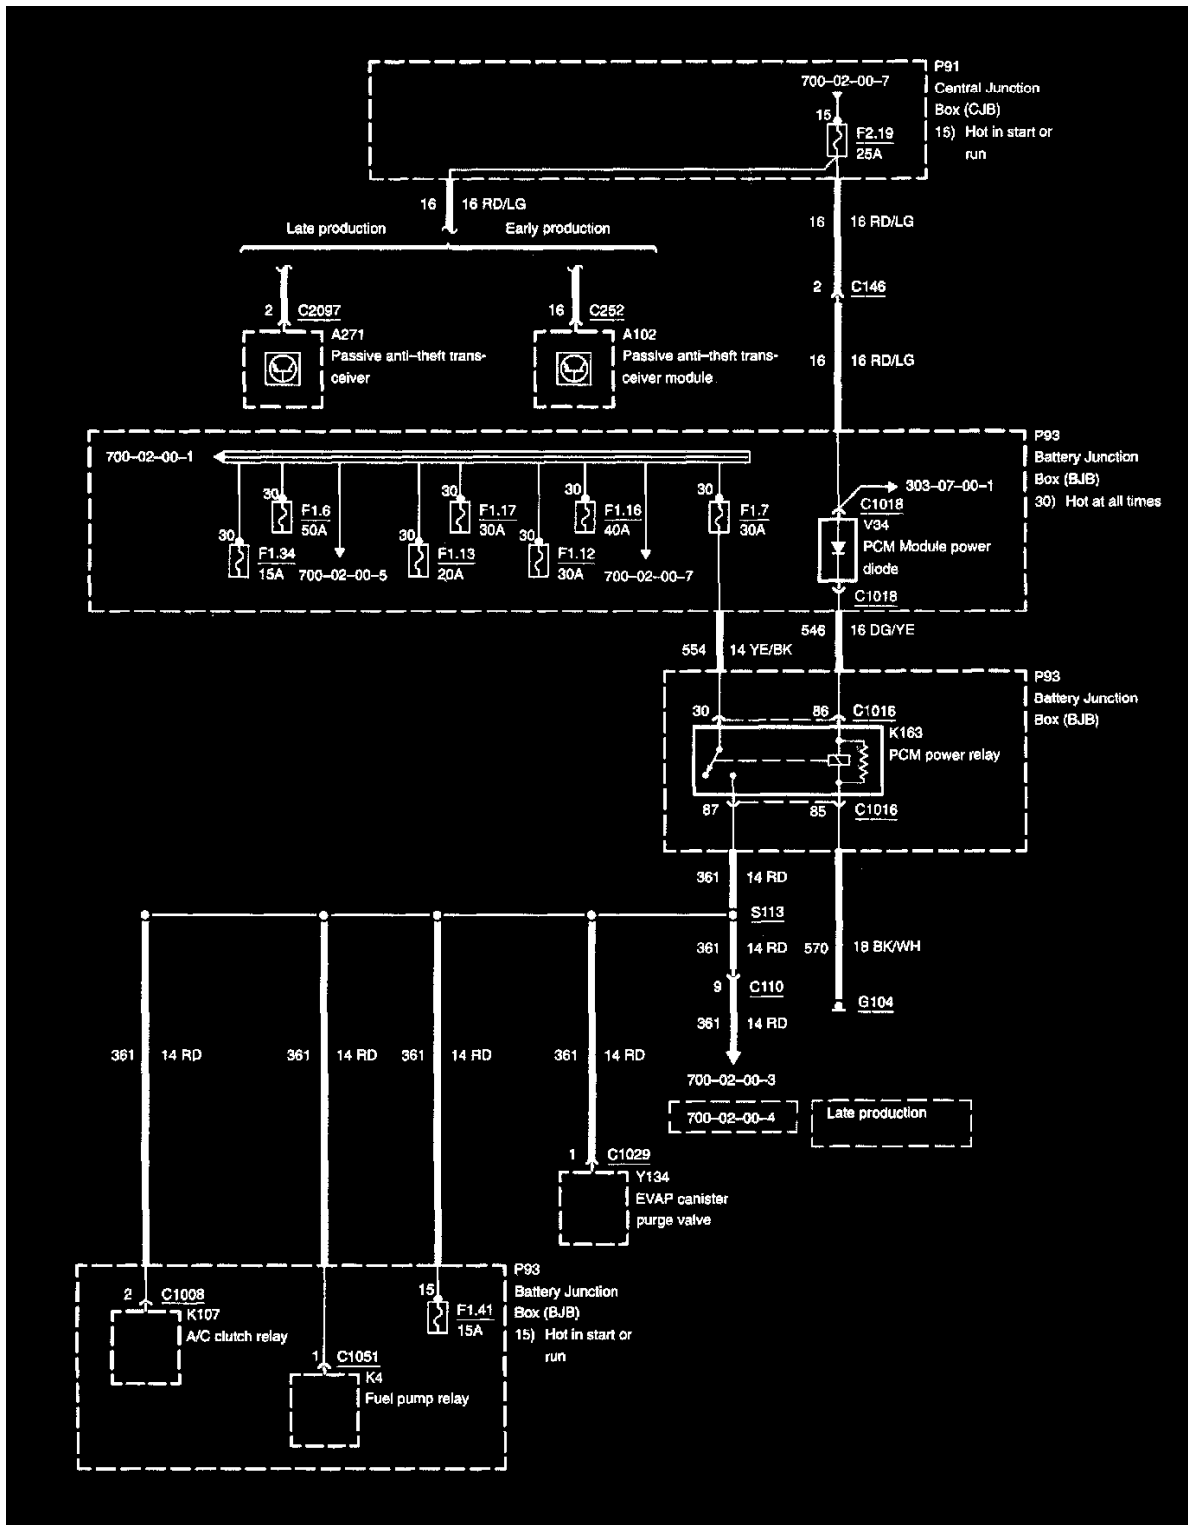 700-02-00-7
P91
Central Junction
Box (CJB)
15) Hot in start or
run
15
F2.19
25A
16 16 RD/LG
Late production
Early production
16 16 RD/LG
2 C146
2 C2097
16 C252
A271
Passive anti-theft trans-
ceiver
A102
Passive anti-theft trans-
ceiver module
16 16 RD/LG
P93
Battery Junction
Box (BJB)
30) Hot at all times
700-02-00-1
303-07-00-1
30
F1.34
15A
30
F1.6
50A
700-02-00-5
30
F1.13
20A
30
F1.17
30A
30
F1.12
30A
30
F1.16
40A
700-02-00-7
30
F1.7
30A
C1018
V34
PCM Module power
diode
C1018
546 16 DG/YE
554 14 YE/BK
P93
Battery Junction
Box (BJB)
30
86
C1016
K163
PCM power relay
87
85
C1016
361 14 RD
S113
361 14 RD
570 18 BK/WH
9 C110
G104
361 14 RD
700-02-00-3
700-02-00-4
Late production
361 14 RD
361 14 RD
361 14 RD
361 14 RD
1 C1029
Y134
EVAP canister
purge valve
P93
Battery Junction
Box (BJB)
15) Hot in start or
run
2 C1008
K107
A/C clutch relay
15
F1.41
15A
1 C1051
K4
Fuel pump relay